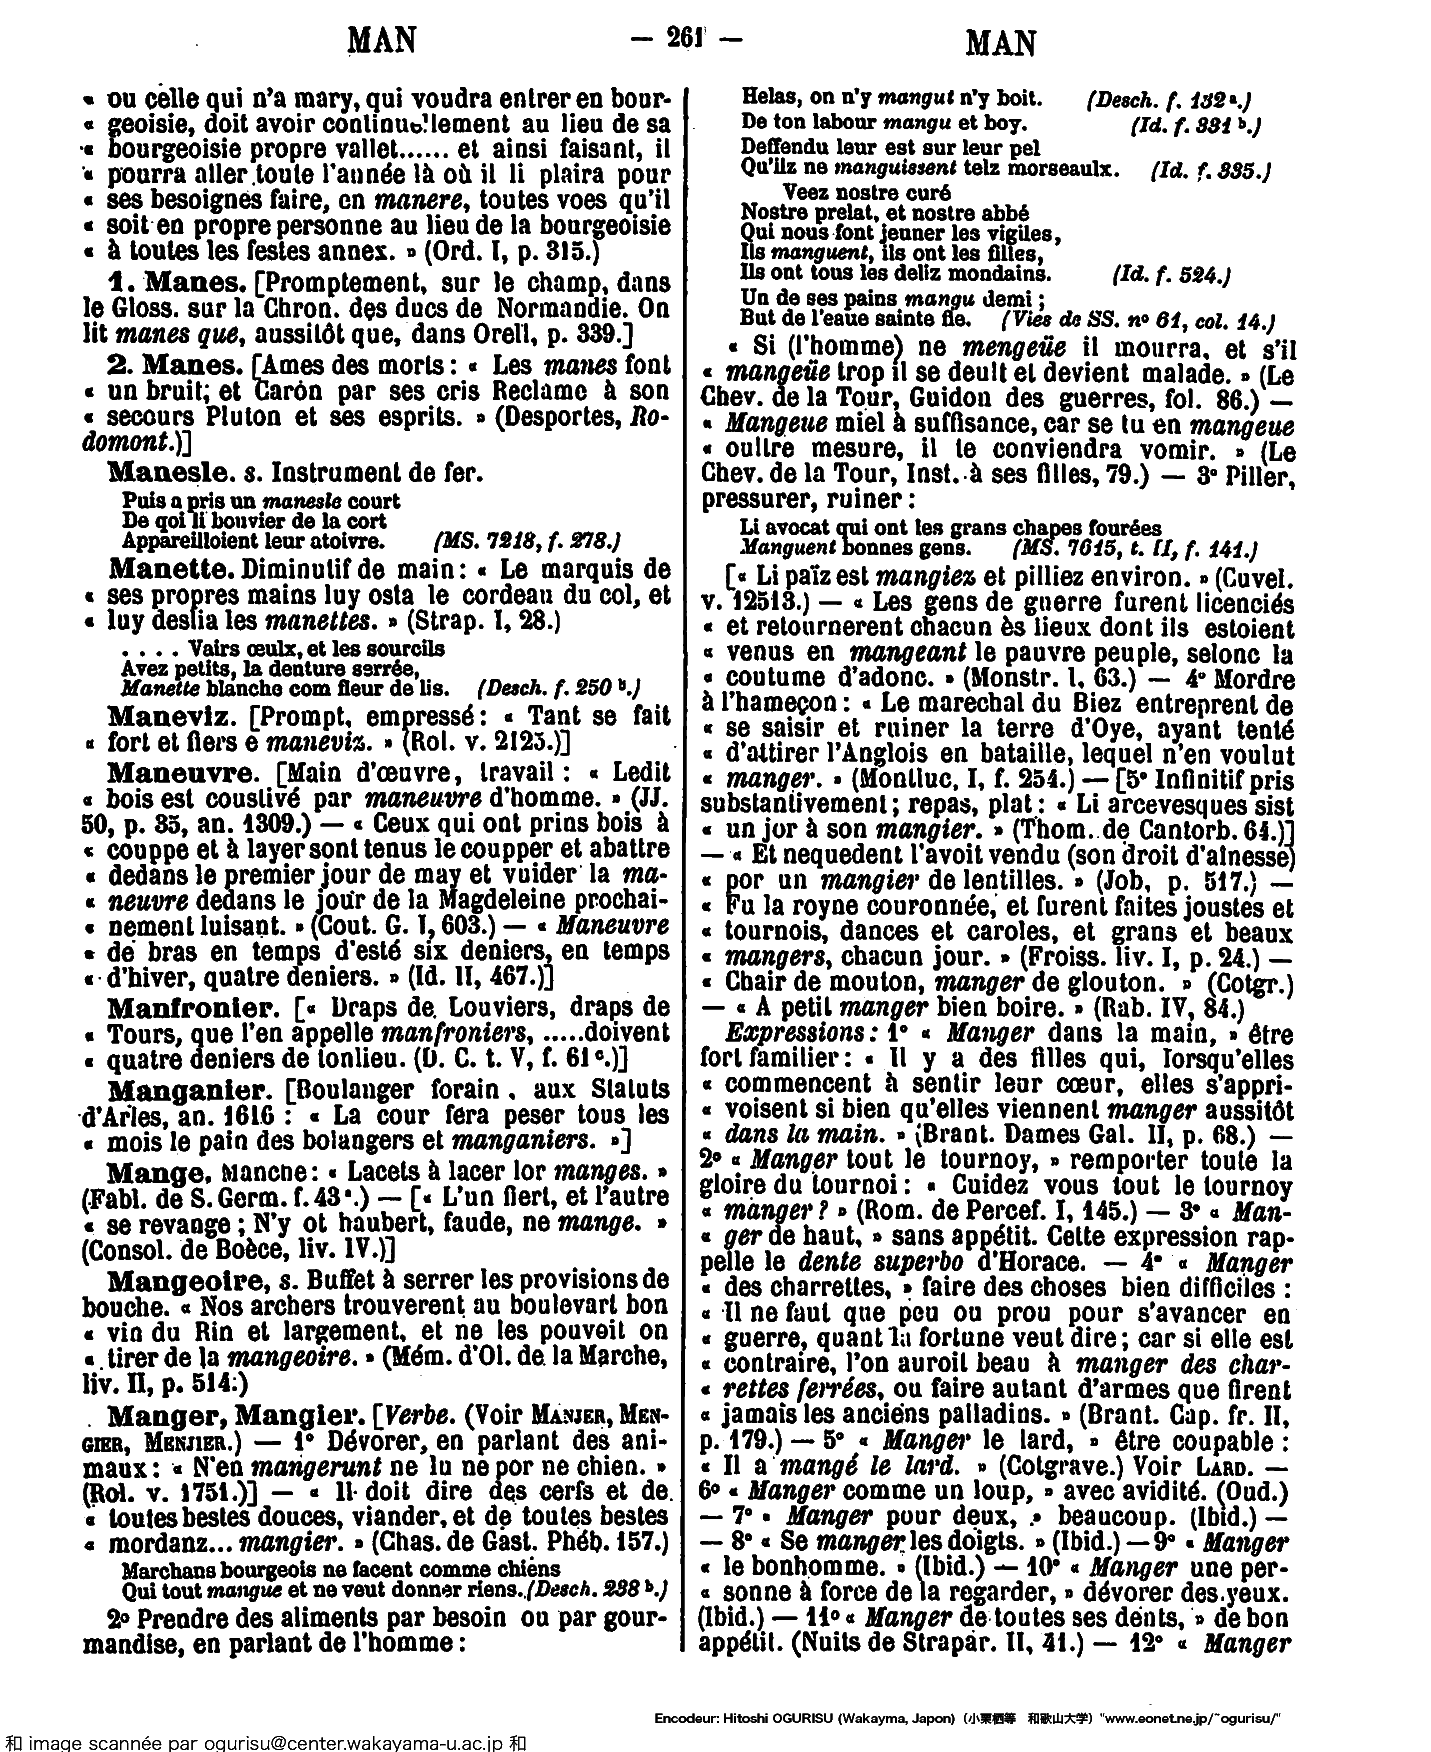 MAN — 261 — MAN
« ou celle qui n'a mary, qui voudra entrer en bour-
« geoisie, doit avoir continuellement au lieu de sa
« bourgeoisie propre vallet...... et ainsi faisant, il
« pourra aller toute l'année là où il li plaira pour
« ses besoignes faire, en manere, toutes voes qu'il
« soit en propre personne au lieu de la bourgeoisie
« à toutes les festes annex. » (Ord. I, p. 315.)
1. Manes. [Promptement, sur le champ, dans
le Gloss. sur la Chron. des ducs de Normandie. On
lit manes que, aussitôt que, dans Orell, p. 339.]
2. Manes. [Ames des morts : « Les manes font
« un bruit; et Caron par ses cris Reclame à son
« secours Pluton et ses esprits. » (Desportes, Ro-
domont.)]
Manesle. s. Instrument de fer.
Puis a pris un manesle court
De qoi li bouvier de la cort
Appareilloient leur atoivre. (MS. 7218, f. 278.)
Manette. Diminutif de main : « Le marquis de
« ses propres mains luy osta le cordeau du col, et
« luy deslia les manettes. » (Strap. I, 28.)
. . . . Vairs œulx, et les sourcils
Avez petits, la denture serrée,
Manette blanche com fleur de lis. (Desch. f. 250 b.)
Maneviz. [Prompt, empressé : « Tant se fait
« fort et fiers e maneviz. » (Rol. v. 2125.)]
Maneuvre. [Main d'œuvre, travail : « Ledit
« bois est coustivé par maneuvre d'homme. » (JJ.
50, p. 35, an. 1309.) — « Ceux qui ont prins bois à
« couppe et à layer sont tenus le coupper et abattre
« dedans le premier jour de may et vuider la ma-
« neuvre dedans le jour de la Magdeleine prochai-
« nement luisant. » (Cout. G. I, 603.) — « Maneuvre
« de bras en temps d'esté six deniers, en temps
« d'hiver, quatre deniers. » (Id. II, 467.)]
Manfronier. [« Draps de Louviers, draps de
« Tours, que l'en appelle manfroniers, .....doivent
« quatre deniers de tonlieu. (D. C. t. V, f. 61 c.)]
Manganier. [Boulanger forain, aux Statuts
d'Arles, an. 1616 : « La cour fera peser tous les
« mois le pain des bolangers et manganiers. »]
Mange. Manche : « Lacets à lacer lor manges. »
(Fabl. de S. Germ. f. 43 a.) — [« L'un fiert, et l'autre
« se revange ; N'y ot haubert, faude, ne mange. »
(Consol. de Boèce, liv. IV.)]
Mangeoire, s. Buffet à serrer les provisions de
bouche. « Nos archers trouverent au boulevart bon
« vin du Rin et largement, et ne les pouveit on
« tirer de la mangeoire. » (Mém. d'Ol. de la Marche,
liv. II, p. 514.)
Manger, Mangier. [Verbe. (Voir MANJER, MEN-
GIER, MENJIER.) — 1° Dévorer, en parlant des ani-
maux : « N'en mangerunt ne lu ne por ne chien. »
(Rol. v. 1751.)] — « Il doit dire des cerfs et de
« toutes bestes douces, viander, et de toutes bestes
« mordanz... mangier. » (Chas. de Gast. Phéb. 157.)
Marchans bourgeois ne facent comme chiens
Qui tout mangue et ne veut donner riens. (Desch. 238 b.)
2° Prendre des aliments par besoin ou par gour-
mandise, en parlant de l'homme :
Helas, on n'y mangut n'y boit. (Desch. f. 132 a.)
De ton labour mangu et boy. (Id. f. 331 b.)
Deffendu leur est sur leur pel
Qu'ilz ne manguissent telz morseaulx. (Id. f. 335.)
Veez nostre curé
Nostre prelat, et nostre abbé
Qui nous font jeuner les vigiles,
Ils manguent, ils ont les filles,
Ils ont tous les deliz mondains. (Id. f. 524.)
Un de ses pains mangu demi ;
But de l'eaue sainte fie. (Vies de SS. n° 61, col. 14.)
« Si (l'homme) ne mengeüe il mourra, et s'il
« mangeüe trop il se deult et devient malade. » (Le
Chev. de la Tour, Guidon des guerres, fol. 86.) —
« Mangeue miel à suffisance, car se tu en mangeue
« oultre mesure, il te conviendra vomir. » (Le
Chev. de la Tour, Inst. à ses filles, 79.) — 3° Piller,
pressurer, ruiner :
Li avocat qui ont les grans chapes fourées
Manguent bonnes gens. (MS. 7615, t. II, f. 141.)
[« Li païz est mangiez et pilliez environ. » (Cuvel.
v. 12513.) — « Les gens de guerre furent licenciés
« et retournerent chacun ès lieux dont ils estoient
« venus en mangeant le pauvre peuple, selonc la
« coutume d'adonc. » (Monstr. I, 63.) — 4° Mordre
à l'hameçon : « Le marechal du Biez entreprent de
« se saisir et ruiner la terre d'Oye, ayant tenté
« d'attirer l'Anglois en bataille, lequel n'en voulut
« manger. » (Montluc, I, f. 254.) — [5° Infinitif pris
substantivement ; repas, plat : « Li arcevesques sist
« un jor à son mangier. » (Thom. de Cantorb. 64.)]
— « Et nequedent l'avoit vendu (son droit d'ainesse)
« por un mangier de lentilles. » (Job, p. 517.) —
« Fu la royne couronnée, et furent faites joustes et
« tournois, dances et caroles, et grans et beaux
« mangers, chacun jour. » (Froiss. liv. I, p. 24.) —
« Chair de mouton, manger de glouton. » (Cotgr.)
— « A petit manger bien boire. » (Rab. IV, 84.)
Expressions : 1° « Manger dans la main, » être
fort familier : « Il y a des filles qui, lorsqu'elles
« commencent à sentir leur cœur, elles s'appri-
« voisent si bien qu'elles viennent manger aussitôt
« dans la main. » (Brant. Dames Gal. II, p. 68.) —
2° « Manger tout le tournoy, » remporter toute la
gloire du tournoi : « Cuidez vous tout le tournoy
« manger ? » (Rom. de Percef. I, 145.) — 3° « Man-
« ger de haut, » sans appétit. Cette expression rap-
pelle le dente superbo d'Horace. — 4° « Manger
« des charrettes, » faire des choses bien difficiles :
« Il ne faut que peu ou prou pour s'avancer en
« guerre, quant la fortune veut dire ; car si elle est
« contraire, l'on auroit beau à manger des char-
« rettes ferrées, ou faire autant d'armes que firent
« jamais les anciens palladins. » (Brant. Cap. fr. II,
p. 179.) — 5° « Manger le lard, » être coupable :
« Il a mangé le lard. » (Cotgrave.) Voir LARD. —
6° « Manger comme un loup, » avec avidité. (Oud.)
— 7° « Manger pour deux, » beaucoup. (Ibid.) —
— 8° « Se manger les doigts. » (Ibid.) — 9° « Manger
« le bonhomme. » (Ibid.) — 10° « Manger une per-
« sonne à force de la regarder, » dévorer des yeux.
(Ibid.) — 11° « Manger de toutes ses dents, » de bon
appétit. (Nuits de Strapar. II, 41.) — 12° « Manger
Encodeur: Hitoshi OGURISU (Wakayma, Japon) (小栗栖等 和歌山大学) "www.eonet.ne.jp/~ogurisu/"
和 image scannée par ogurisu@center.wakayama-u.ac.jp 和